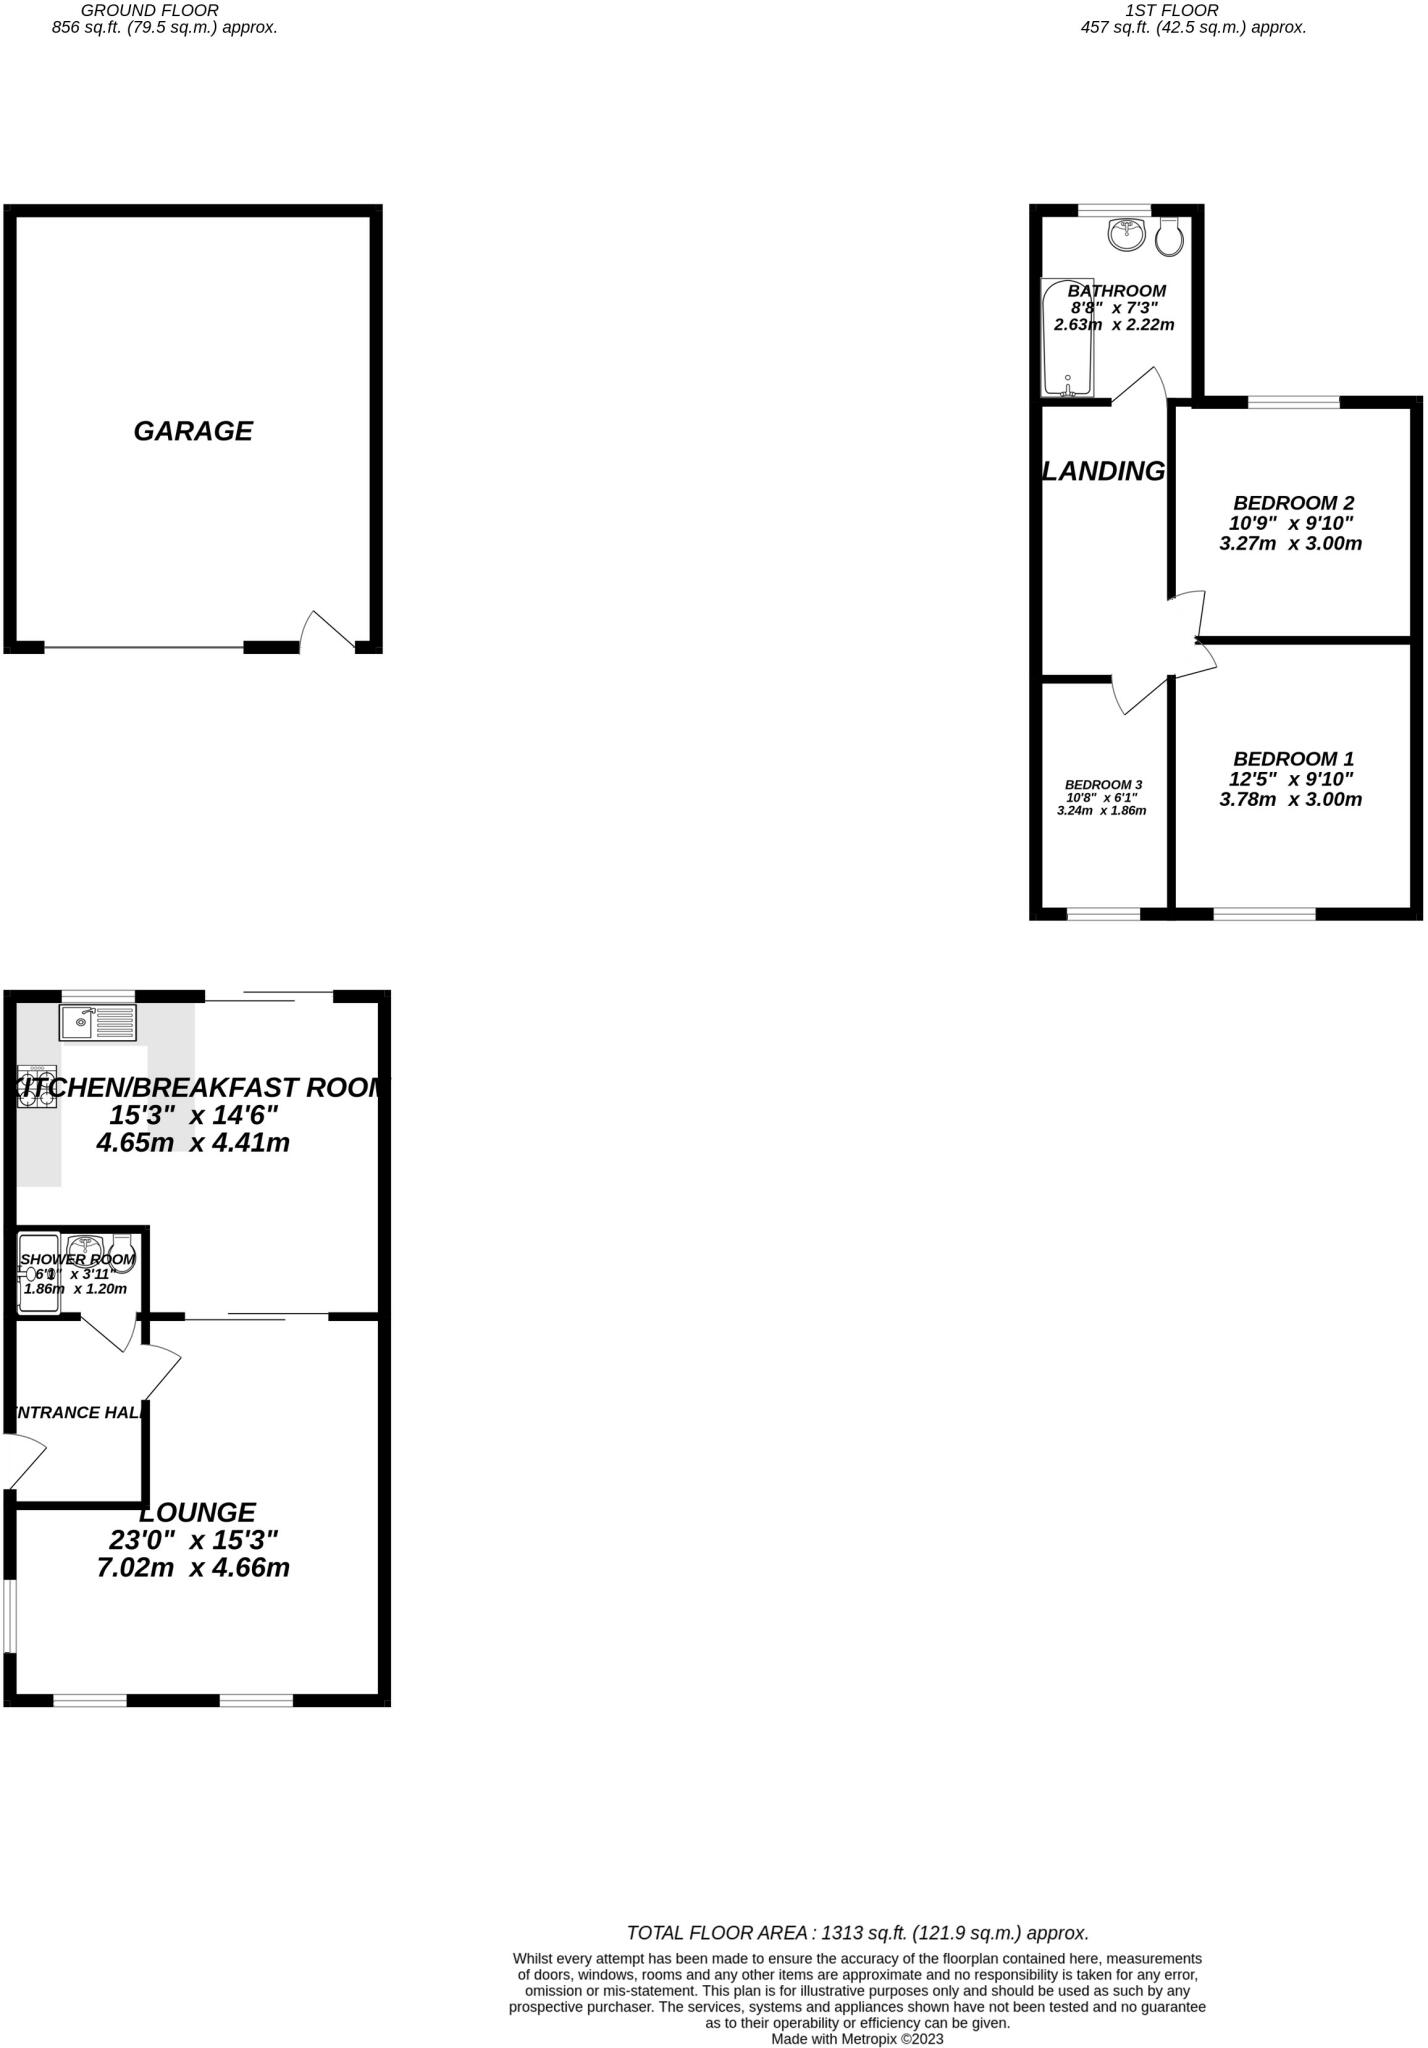 GROUND FLOOR
856 sq.ft. (79.5 sq.m.) approx.
1ST FLOOR
457 sq.ft. (42.5 sq.m.) approx.
BATHROOM
8'8" x 7'3"
2.63m x 2.22m
GARAGE
LANDING
BEDROOM 2
10'9" x 9'10"
3.27m x 3.00m
BEDROOM 1
12'5" x 9'10"
3.78m x 3.00m
BEDROOM 3
10'8" x 6'1"
3.24m x 1.86m
KITCHEN/BREAKFAST ROOM
15'3" x 14'6"
4.65m x 4.41m
SHOWER ROOM
6'1" x 3'11"
1.86m x 1.20m
ENTRANCE HALL
LOUNGE
23'0" x 15'3"
7.02m x 4.66m
TOTAL FLOOR AREA : 1313 sq.ft. (121.9 sq.m.) approx.
Whilst every attempt has been made to ensure the accuracy of the floorplan contained here, measurements
of doors, windows, rooms and any other items are approximate and no responsibility is taken for any error,
omission or mis-statement. This plan is for illustrative purposes only and should be used as such by any
prospective purchaser. The services, systems and appliances shown have not been tested and no guarantee
as to their operability or efficiency can be given.
Made with Metropix ©2023